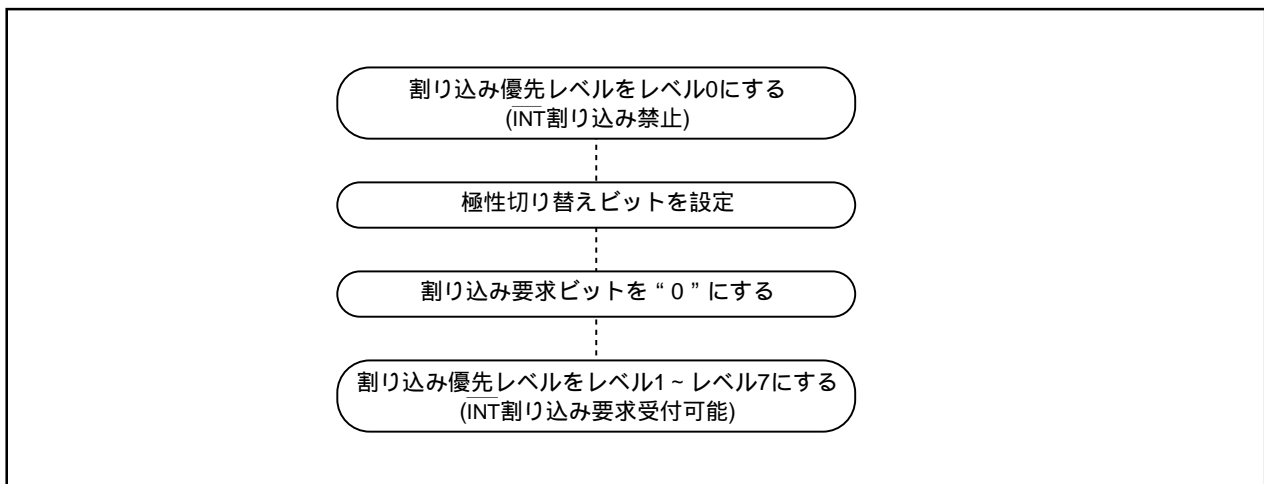 割り込み優先レベルをレベル0にする
(INT割り込み禁止)
極性切り替えビットを設定
割り込み要求ビットを“0”にする
割り込み優先レベルをレベル1~レベル7にする
(INT割り込み要求受付可能)